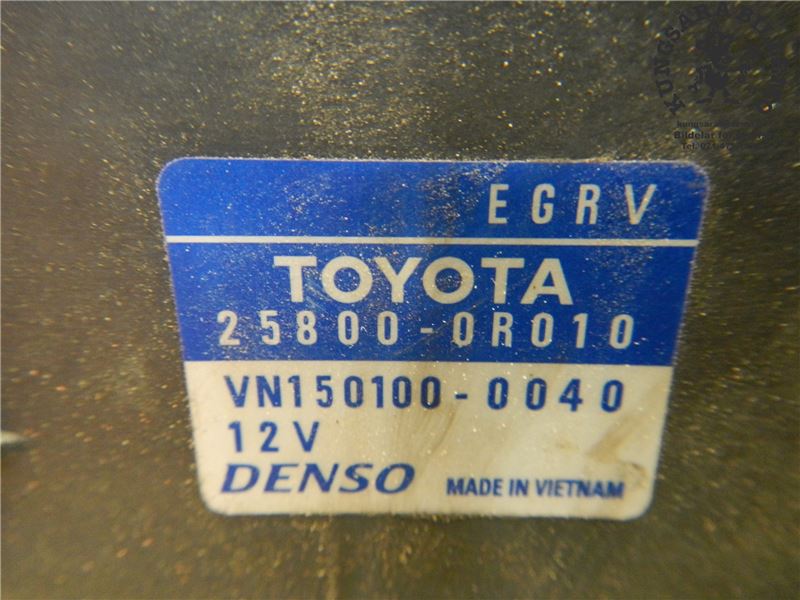 EGRV
TOYOTA
25800-0R010
VN150100-0040
12V
DENSO MADE IN VIETNAM